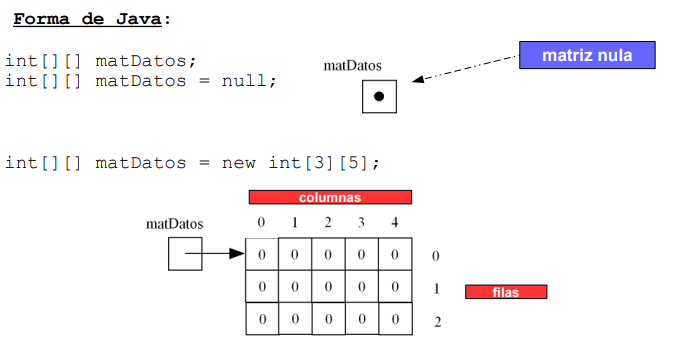 Forma de Java:
int[][] matDatos;
int[][] matDatos = null;
matDatos
matriz nula
int[][] matDatos = new int[3][5];
columnas
matDatos
0 1 2 3 4
0 0 0 0 0 0
0 0 0 0 0 1
filas
0 0 0 0 0 2